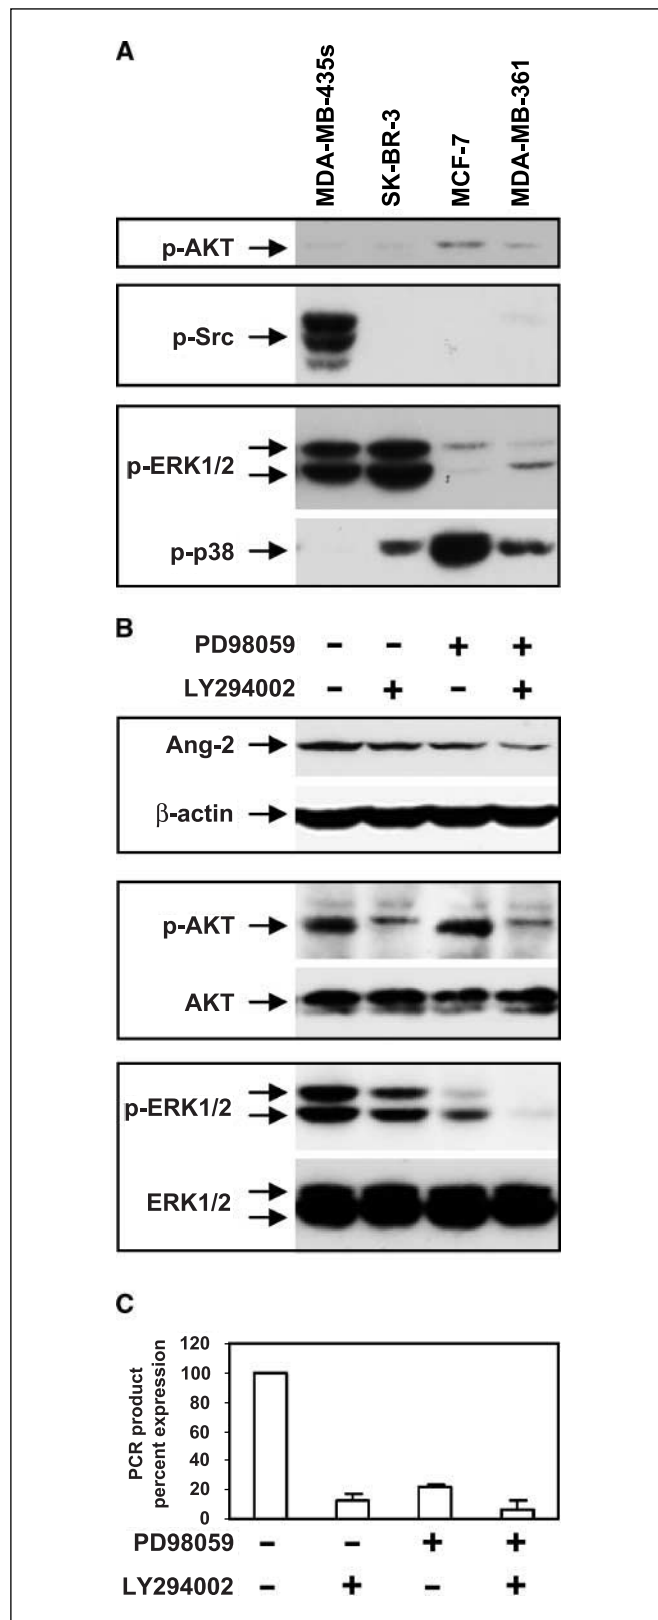 A
MDA-MB-435s
SK-BR-3
MCF-7
MDA-MB-361
p-AKT
p-Src
p-ERK1/2
p-p38
B
PD98059 – – + +
LY294002 – + – +
Ang-2
β-actin
p-AKT
AKT
p-ERK1/2
ERK1/2
C
PCR product
percent expression
120
100
80
60
40
20
0
PD98059 – – + +
LY294002 – + – +